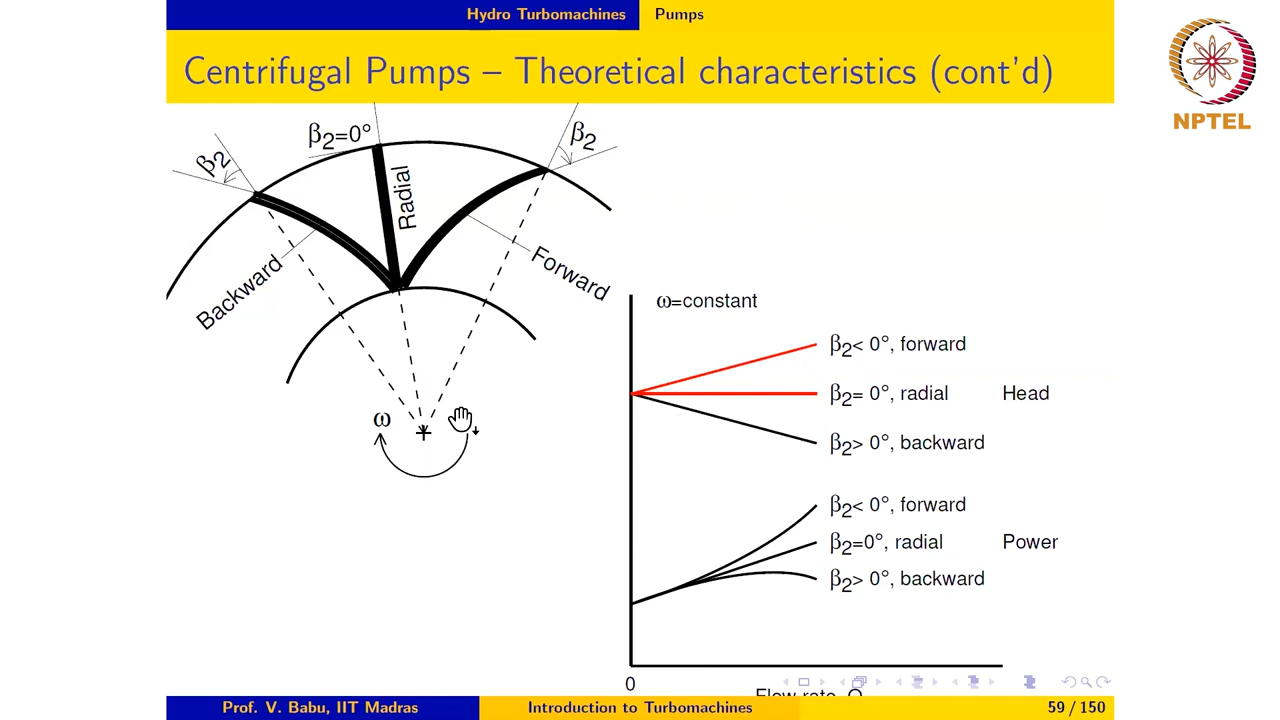 Hydro Turbomachines Pumps
Centrifugal Pumps – Theoretical characteristics (cont'd)
NPTEL
β2
β2=0°
β2
Radial
Backward
Forward
ω
ω=constant
β2< 0°, forward
β2= 0°, radial Head
β2> 0°, backward
β2< 0°, forward
β2=0°, radial Power
β2> 0°, backward
0
Flow rate, Q
Prof. V. Babu, IIT Madras Introduction to Turbomachines 59 / 150